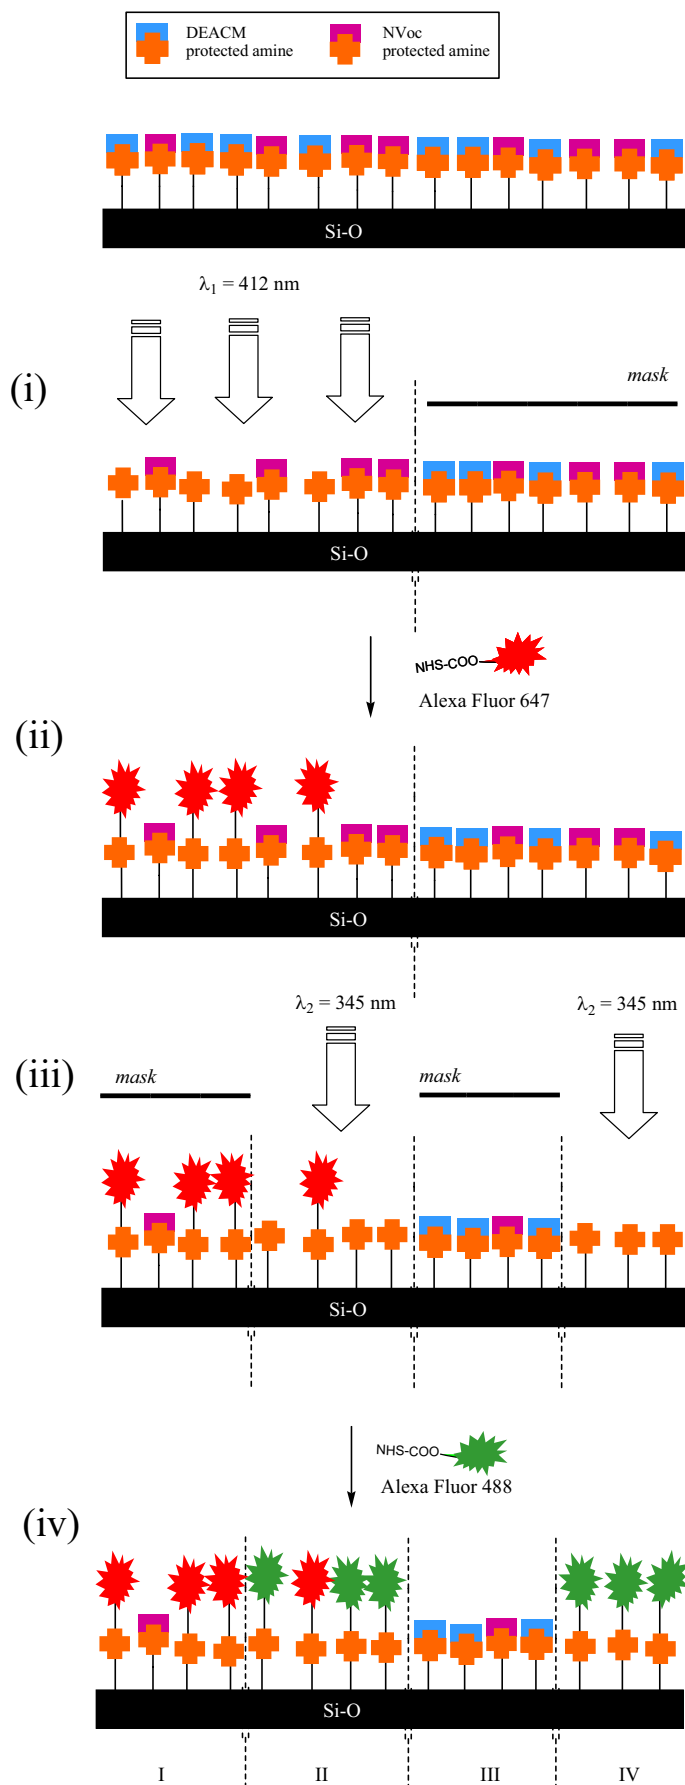 DEACM
protected amine
NVoc
protected amine
Si-O
λ1 = 412 nm
(i)
mask
Si-O
NHS-COO
Alexa Fluor 647
(ii)
Si-O
λ2 = 345 nm
λ2 = 345 nm
(iii)
mask
mask
Si-O
NHS-COO
Alexa Fluor 488
(iv)
Si-O
I II III IV